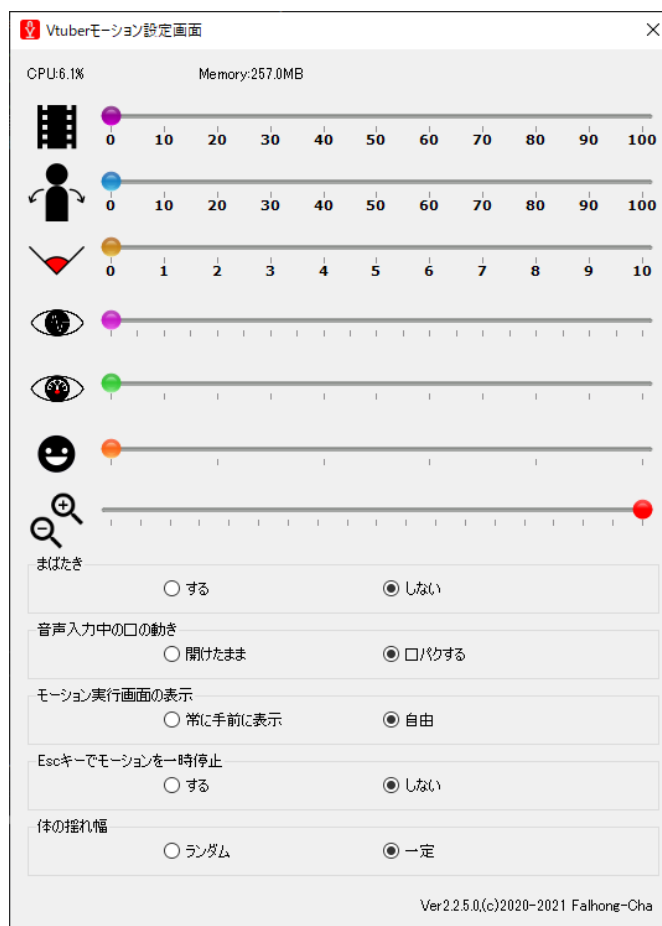 Vtuberモーション設定画面
CPU:6.1% Memory:257.0MB
0 10 20 30 40 50 60 70 80 90 100
0 10 20 30 40 50 60 70 80 90 100
0 1 2 3 4 5 6 7 8 9 10
まばたき
する しない
音声入力中の口の動き
開けたまま 口パクする
モーション実行画面の表示
常に手前に表示 自由
Escキーでモーションを一時停止
する しない
体の揺れ幅
ランダム 一定
Ver2.2.5.0,(c)2020-2021 Falhong-Cha